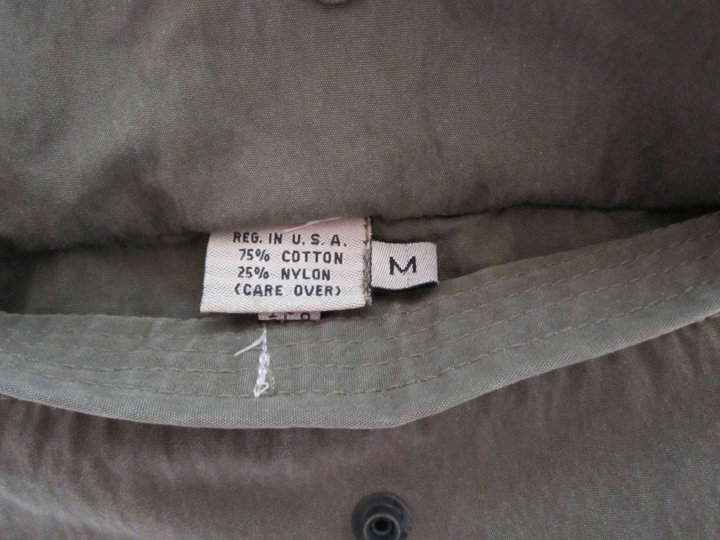 REG. IN U. S. A.
75% COTTON
25% NYLON
(CARE OVER)
M